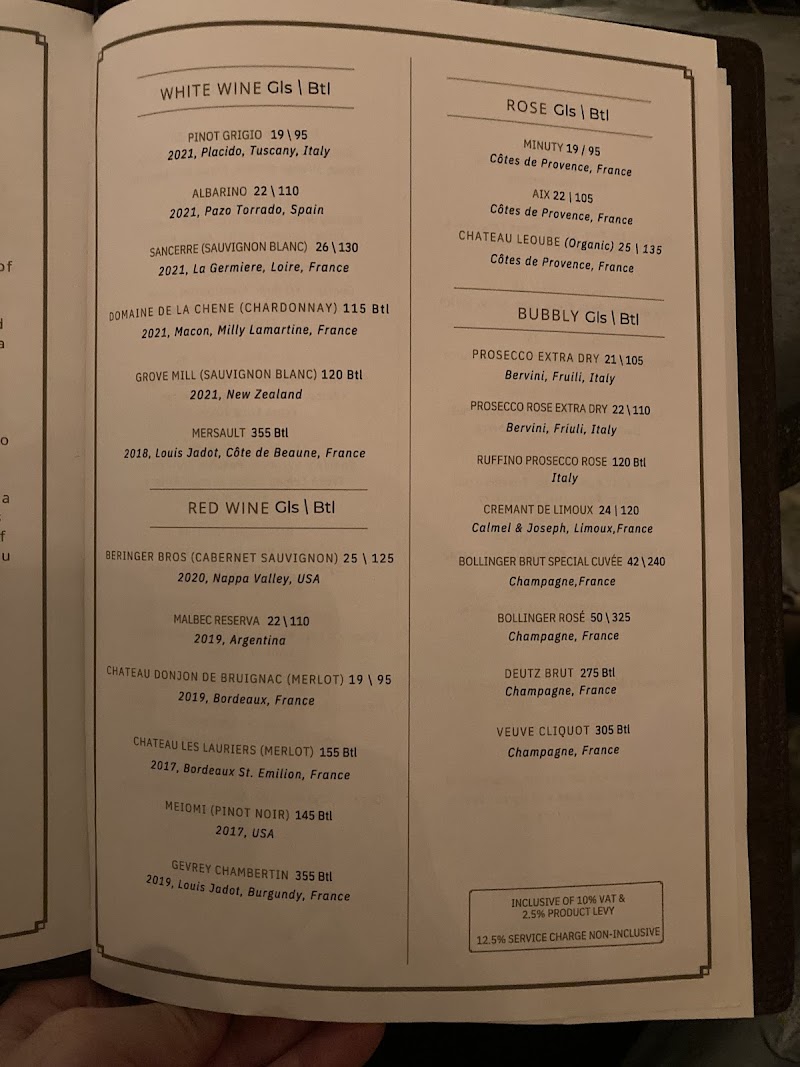 of
d
a
o
a
f
u
WHITE WINE Gls \ Btl
PINOT GRIGIO 19 \ 95
2021, Placido, Tuscany, Italy
ALBARINO 22 \ 110
2021, Pazo Torrado, Spain
SANCERRE (SAUVIGNON BLANC) 26 \ 130
2021, La Germiere, Loire, France
DOMAINE DE LA CHENE (CHARDONNAY) 115 Btl
2021, Macon, Milly Lamartine, France
GROVE MILL (SAUVIGNON BLANC) 120 Btl
2021, New Zealand
MERSAULT 355 Btl
2018, Louis Jadot, Côte de Beaune, France
RED WINE Gls \ Btl
BERINGER BROS (CABERNET SAUVIGNON) 25 \ 125
2020, Nappa Valley, USA
MALBEC RESERVA 22 \ 110
2019, Argentina
CHATEAU DONJON DE BRUIGNAC (MERLOT) 19 \ 95
2019, Bordeaux, France
CHATEAU LES LAURIERS (MERLOT) 155 Btl
2017, Bordeaux St. Emilion, France
MEIOMI (PINOT NOIR) 145 Btl
2017, USA
GEVREY CHAMBERTIN 355 Btl
2019, Louis Jadot, Burgundy, France
ROSE Gls \ Btl
MINUTY 19 / 95
Côtes de Provence, France
AIX 22 | 105
Côtes de Provence, France
CHATEAU LEOUBE (Organic) 25 \ 135
Côtes de Provence, France
BUBBLY Gls \ Btl
PROSECCO EXTRA DRY 21 \ 105
Bervini, Fruili, Italy
PROSECCO ROSE EXTRA DRY 22 \ 110
Bervini, Friuli, Italy
RUFFINO PROSECCO ROSE 120 Btl
Italy
CREMANT DE LIMOUX 24 | 120
Calmel & Joseph, Limoux,France
BOLLINGER BRUT SPECIAL CUVÉE 42 \ 240
Champagne,France
BOLLINGER ROSÉ 50 \ 325
Champagne, France
DEUTZ BRUT 275 Btl
Champagne, France
VEUVE CLIQUOT 305 Btl
Champagne, France
INCLUSIVE OF 10% VAT &
2.5% PRODUCT LEVY
12.5% SERVICE CHARGE NON-INCLUSIVE